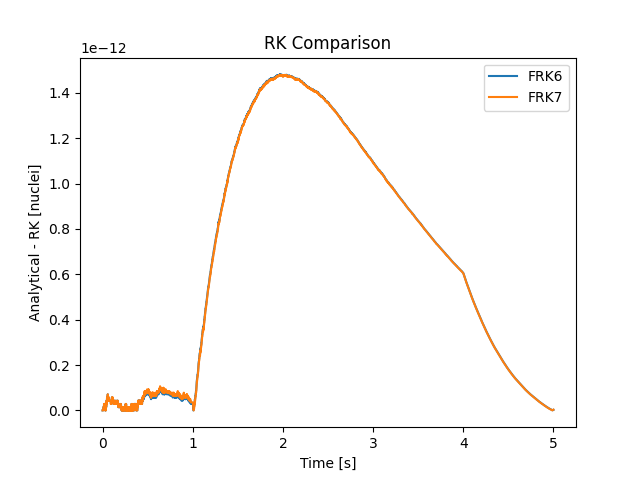 RK Comparison
1e−12
FRK6
FRK7
1.4
1.2
1.0
0.8
0.6
0.4
0.2
0.0
Analytical - RK [nuclei]
0 1 2 3 4 5
Time [s]